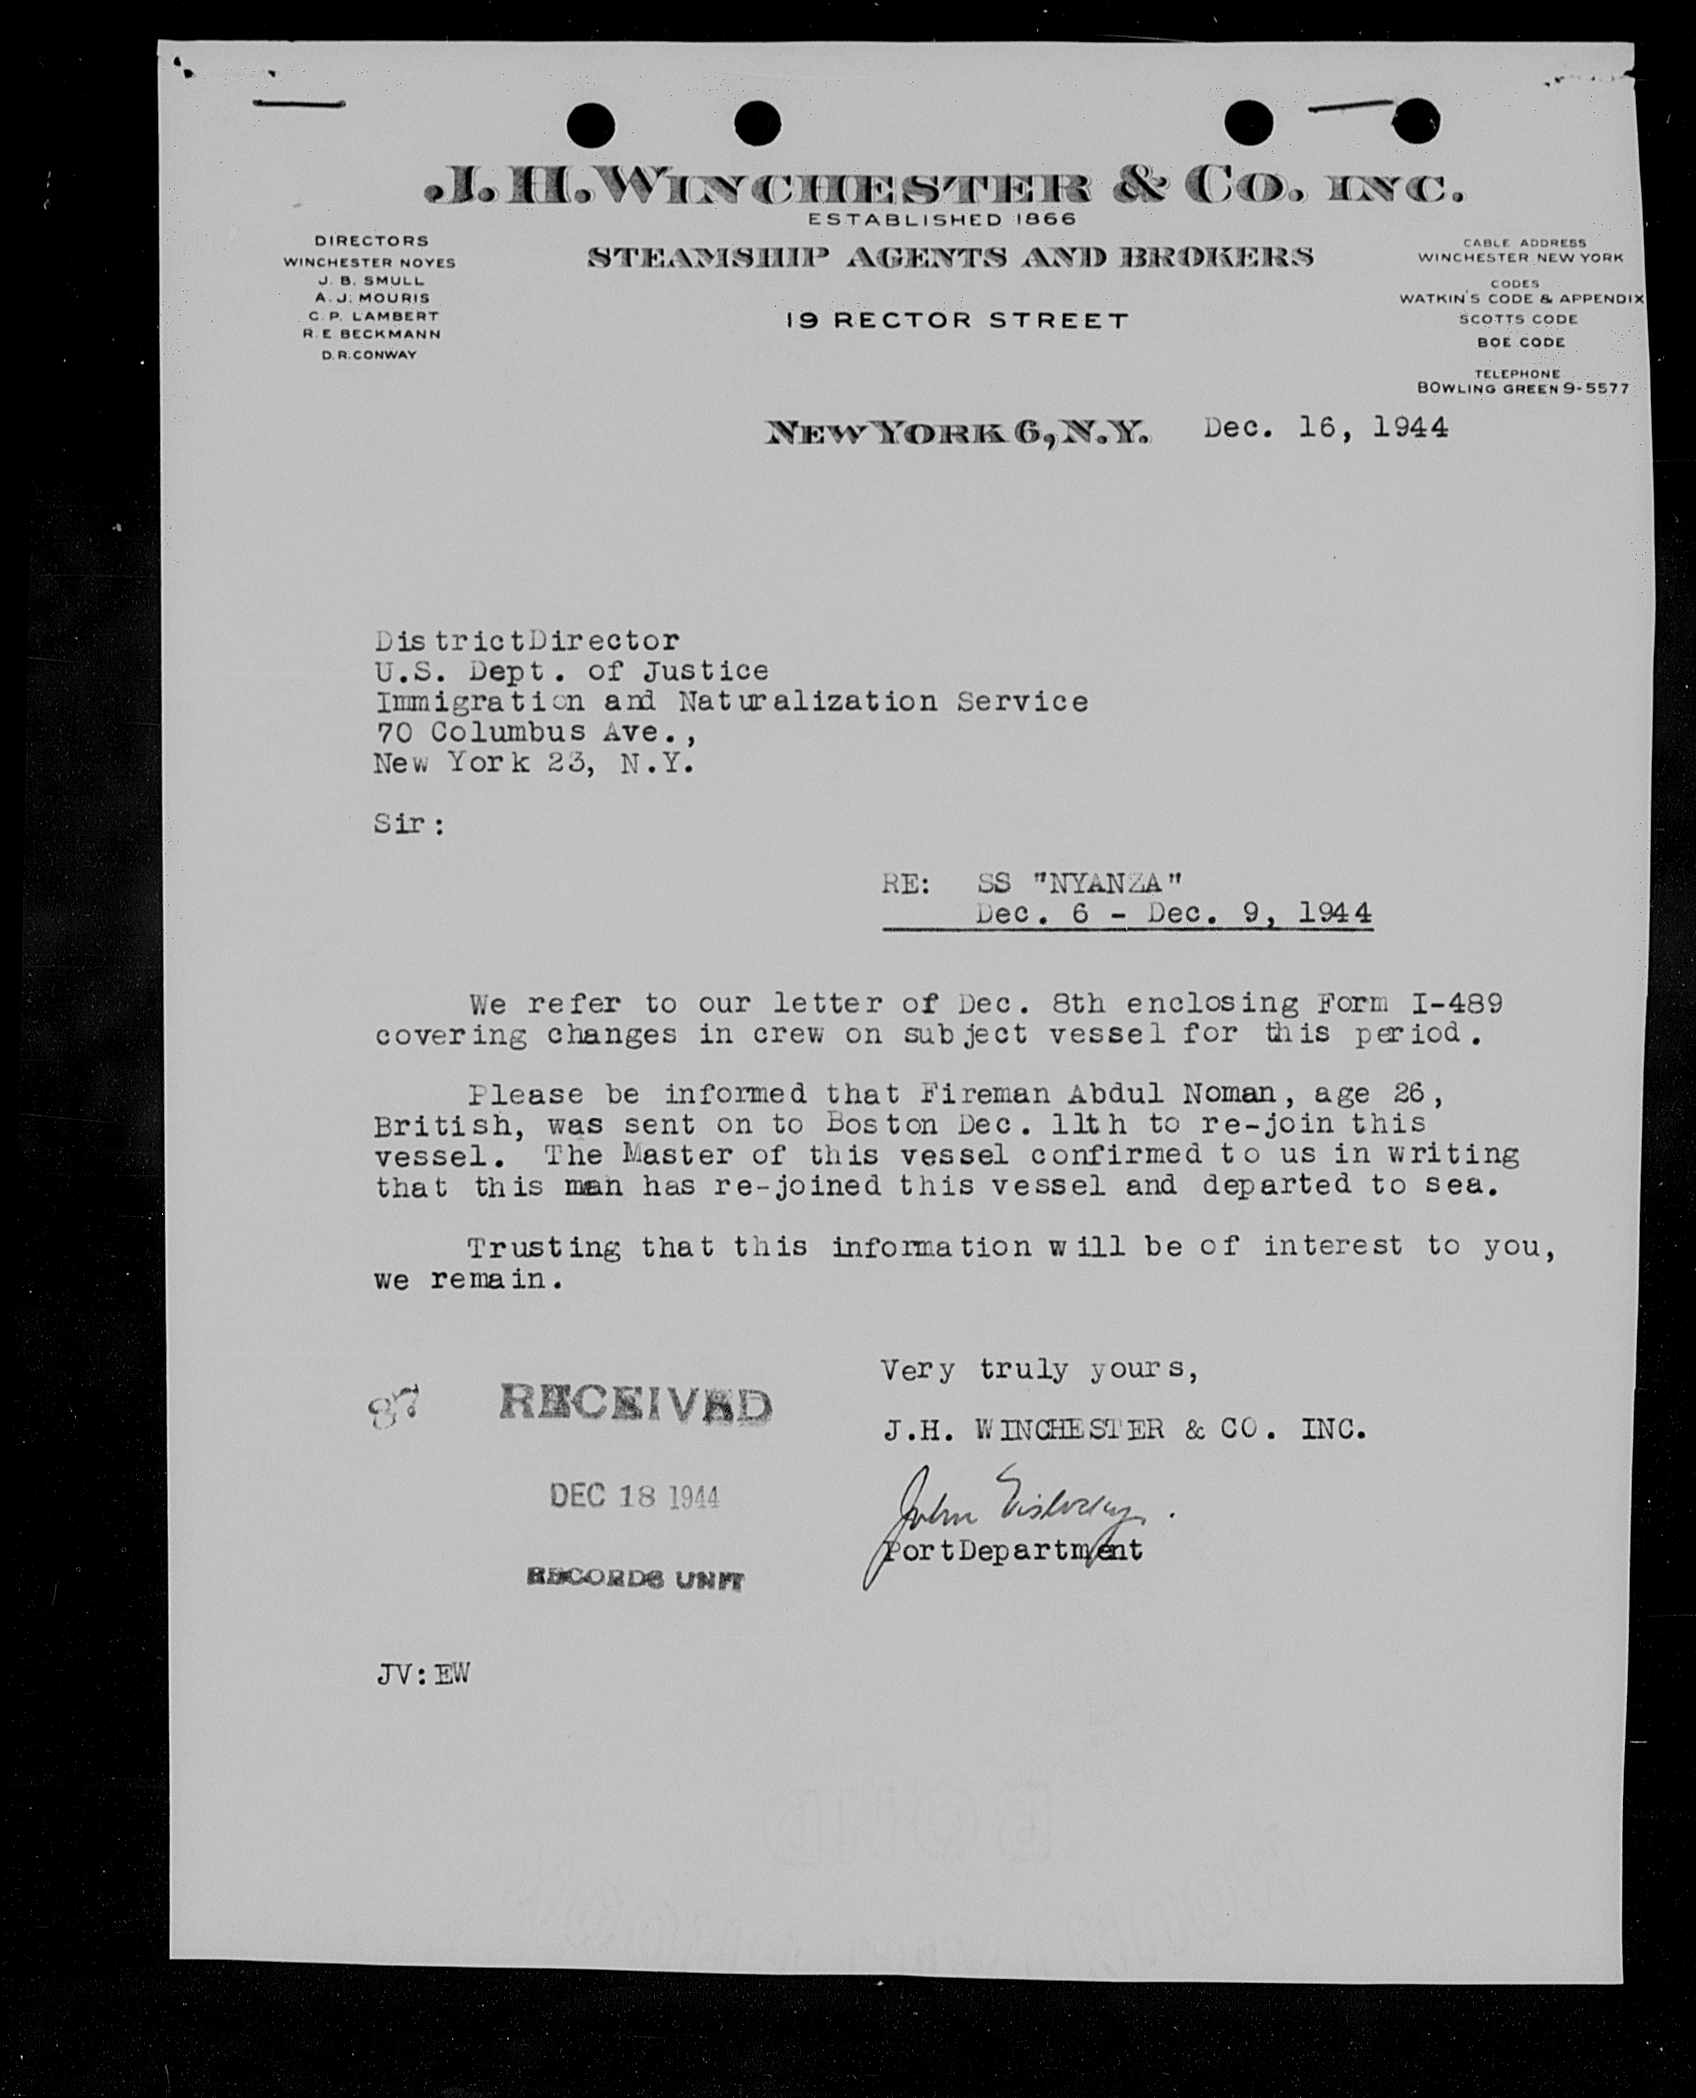 J. H. WINCHESTER & CO. INC.
ESTABLISHED 1866
STEAMSHIP AGENTS AND BROKERS
19 RECTOR STREET
DIRECTORS
WINCHESTER NOYES
J. B. SMULL
A. J. MOURIS
C. P. LAMBERT
R. E. BECKMANN
D. R. CONWAY
CABLE ADDRESS
WINCHESTER NEW YORK
CODES
WATKIN'S CODE & APPENDIX
SCOTTS CODE
BOE CODE
TELEPHONE
BOWLING GREEN 9-5577
NEW YORK 6, N.Y. Dec. 16, 1944
DistrictDirector
U.S. Dept. of Justice
Immigration and Naturalization Service
70 Columbus Ave.,
New York 23, N.Y.
Sir:
RE: SS "NYANZA"
Dec. 6 - Dec. 9, 1944
We refer to our letter of Dec. 8th enclosing Form I-489
covering changes in crew on subject vessel for this period.
Please be informed that Fireman Abdul Noman, age 26,
British, was sent on to Boston Dec. 11th to re-join this
vessel. The Master of this vessel confirmed to us in writing
that this man has re-joined this vessel and departed to sea.
Trusting that this information will be of interest to you,
we remain.
Very truly yours,
J.H. WINCHESTER & CO. INC.
John
PortDepartment
87
RECEIVED
DEC 18 1944
RECORDS UNIT
JV:EW